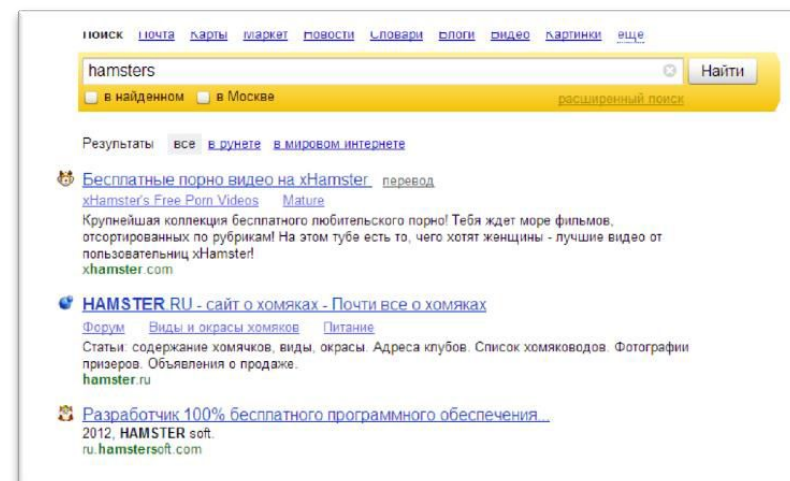 Поиск Почта Карты Маркет Новости Словари Блоги Видео Картинки еще
hamsters Найти
в найденном в Москве расширенный поиск
Результаты все в рунете в мировом интернете
Бесплатные порно видео на xHamster перевод
xHamster's Free Porn Videos Mature
Крупнейшая коллекция бесплатного любительского порно! Тебя ждет море фильмов,
отсортированных по рубрикам! На этом тубе есть то, чего хотят женщины - лучшие видео от
пользовательниц xHamster!
xhamster.com
HAMSTER.RU - сайт о хомяках - Почти все о хомяках
Форум Виды и окрасы хомяков Питание
Статьи: содержание хомячков, виды, окрасы. Адреса клубов. Список хомяководов. Фотографии
призеров. Объявления о продаже.
hamster.ru
Разработчик 100% бесплатного программного обеспечения...
2012, HAMSTER soft.
ru.hamstersoft.com